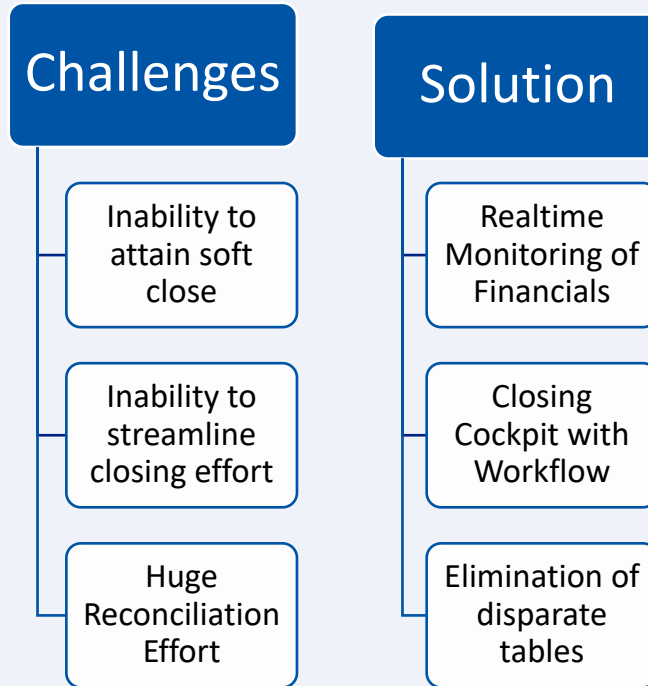 Challenges
Inability to
attain soft
close
Inability to
streamline
closing effort
Huge
Reconciliation
Effort
Solution
Realtime
Monitoring of
Financials
Closing
Cockpit with
Workflow
Elimination of
disparate
tables